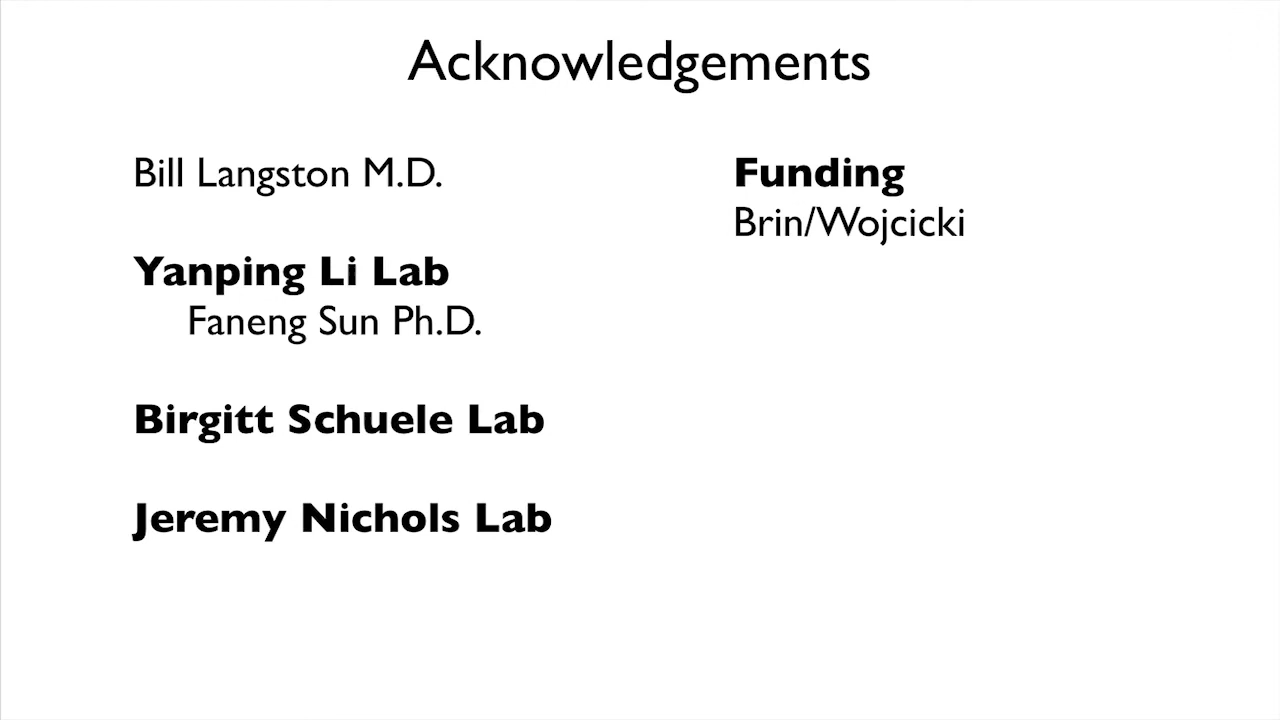 Acknowledgements
Bill Langston M.D.
Yanping Li Lab
Faneng Sun Ph.D.
Birgitt Schuele Lab
Jeremy Nichols Lab
Funding
Brin/Wojcicki